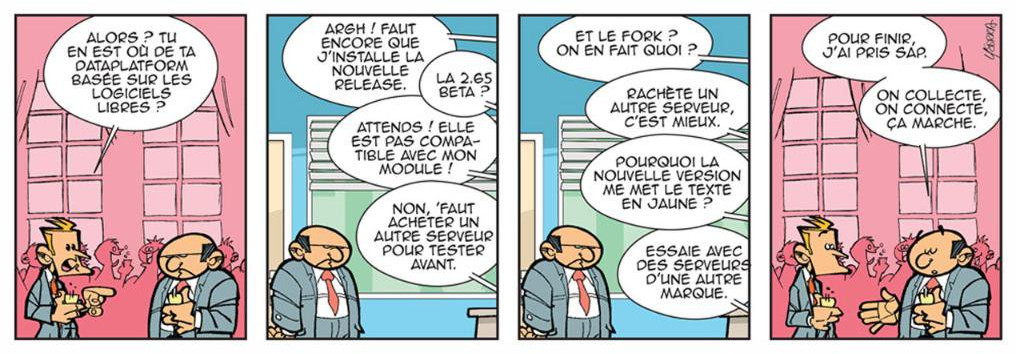 ALORS ? TU
EN EST OÙ DE TA
DATAPLATFORM
BASÉE SUR LES
LOGICIELS
LIBRES ?
ARGH ! FAUT
ENCORE QUE
J'INSTALLE LA
NOUVELLE
RELEASE.
LA 2.65
BETA ?
ATTENDS ! ELLE
EST PAS COMPA-
TIBLE AVEC MON
MODULE !
NON, 'FAUT
ACHETER UN
AUTRE SERVEUR
POUR TESTER
AVANT.
ET LE FORK ?
ON EN FAIT QUOI ?
RACHÈTE UN
AUTRE SERVEUR,
C'EST MIEUX.
POURQUOI LA
NOUVELLE VERSION
ME MET LE TEXTE
EN JAUNE ?
ESSAIE AVEC
DES SERVEURS
D'UNE AUTRE
MARQUE.
POUR FINIR,
J'AI PRIS SAP.
ON COLLECTE,
ON CONNECTE,
ÇA MARCHE.